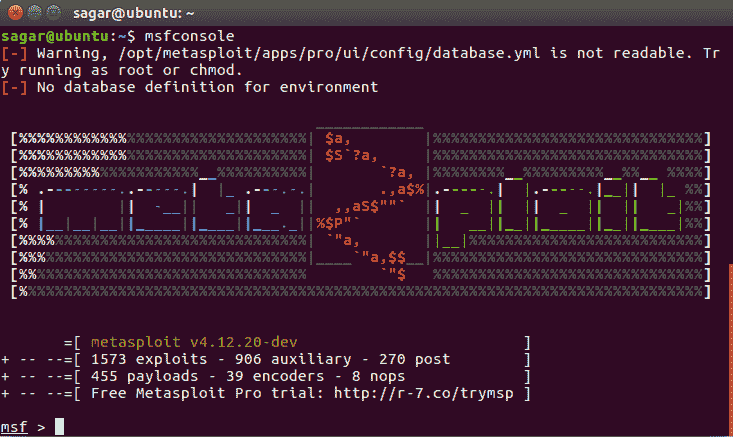 sagar@ubuntu: ~
sagar@ubuntu:~$ msfconsole
[-] Warning, /opt/metasploit/apps/pro/ui/config/database.yml is not readable. Tr
y running as root or chmod.
[-] No database definition for environment
=[ metasploit v4.12.20-dev ]
+ -- --=[ 1573 exploits - 906 auxiliary - 270 post ]
+ -- --=[ 455 payloads - 39 encoders - 8 nops ]
+ -- --=[ Free Metasploit Pro trial: http://r-7.co/trymsp ]
msf >